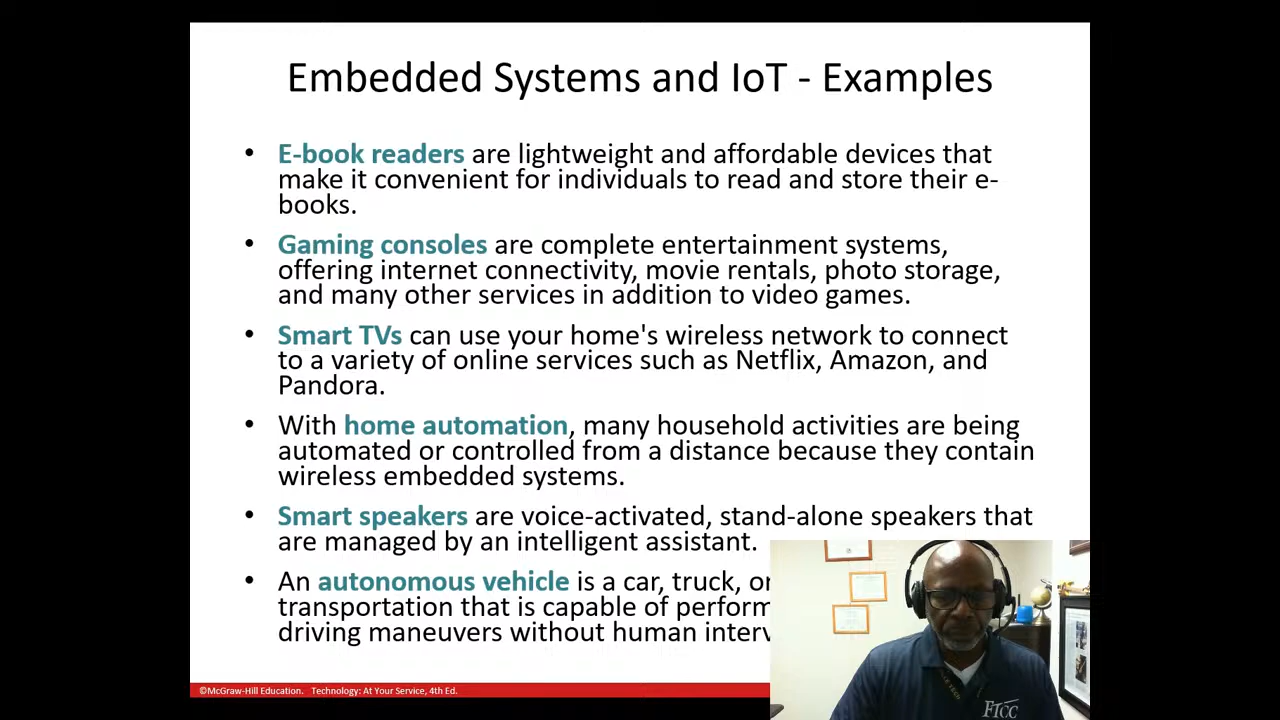 Embedded Systems and IoT - Examples
• E-book readers are lightweight and affordable devices that
make it convenient for individuals to read and store their e-
books.
• Gaming consoles are complete entertainment systems,
offering internet connectivity, movie rentals, photo storage,
and many other services in addition to video games.
• Smart TVs can use your home's wireless network to connect
to a variety of online services such as Netflix, Amazon, and
Pandora.
• With home automation, many household activities are being
automated or controlled from a distance because they contain
wireless embedded systems.
• Smart speakers are voice-activated, stand-alone speakers that
are managed by an intelligent assistant.
• An autonomous vehicle is a car, truck,
transportation that is capable of
driving maneuvers without human
©McGraw-Hill Education. Technology: At Your Service, 4th Ed.
FTCC